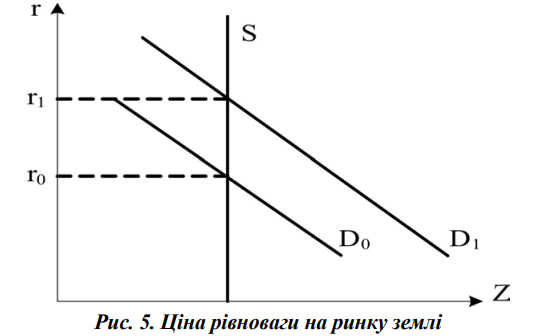 r
S
r₁
r₀
D₀
D₁
Z
Рис. 5. Ціна рівноваги на ринку землі